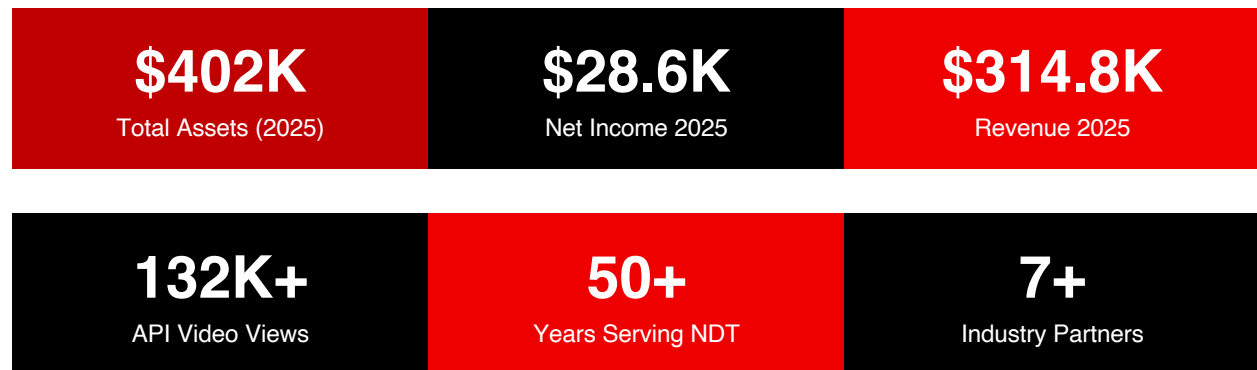 $402K
Total Assets (2025)
$28.6K
Net Income 2025
$314.8K
Revenue 2025
132K+
API Video Views
50+
Years Serving NDT
7+
Industry Partners